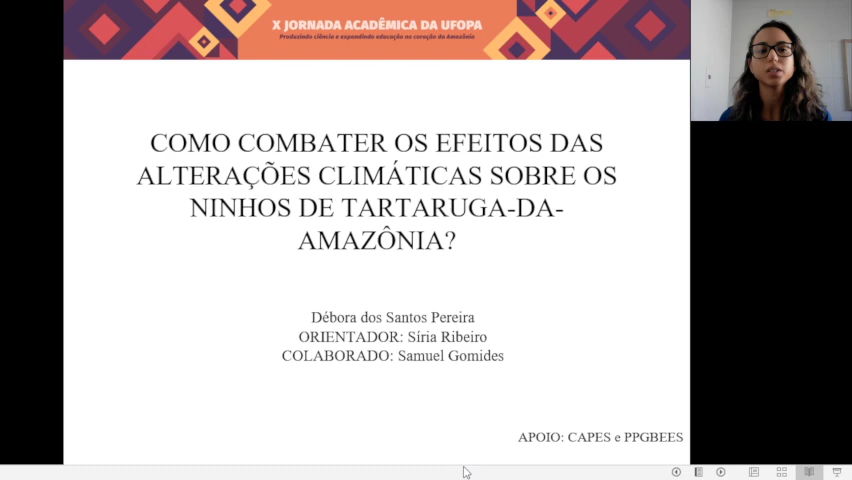 X JORNADA ACADÊMICA DA UFOPA
Produzindo ciência e expandindo educação no coração da Amazônia
COMO COMBATER OS EFEITOS DAS
ALTERAÇÕES CLIMÁTICAS SOBRE OS
NINHOS DE TARTARUGA-DA-
AMAZÔNIA?
Débora dos Santos Pereira
ORIENTADOR: Síria Ribeiro
COLABORADO: Samuel Gomides
APOIO: CAPES e PPGBEES